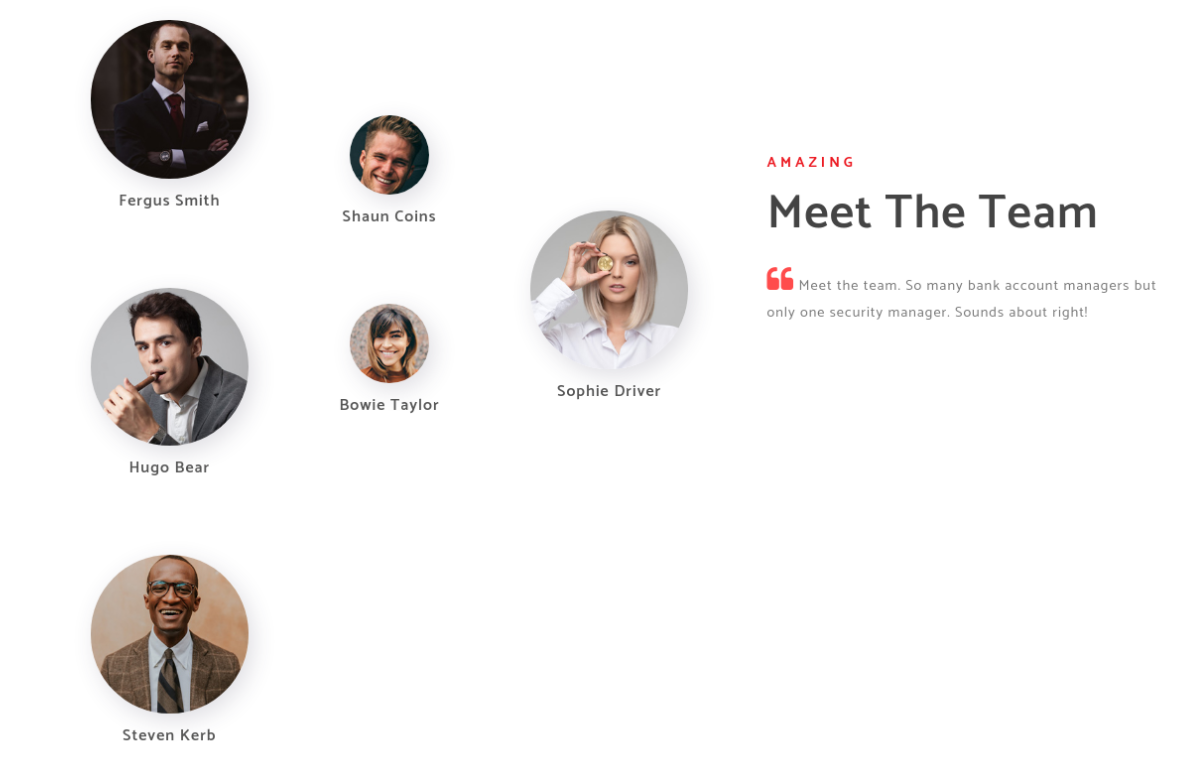 Fergus Smith
Shaun Coins
Hugo Bear
Bowie Taylor
Sophie Driver
Steven Kerb
AMAZING
Meet The Team
Meet the team. So many bank account managers but
only one security manager. Sounds about right!